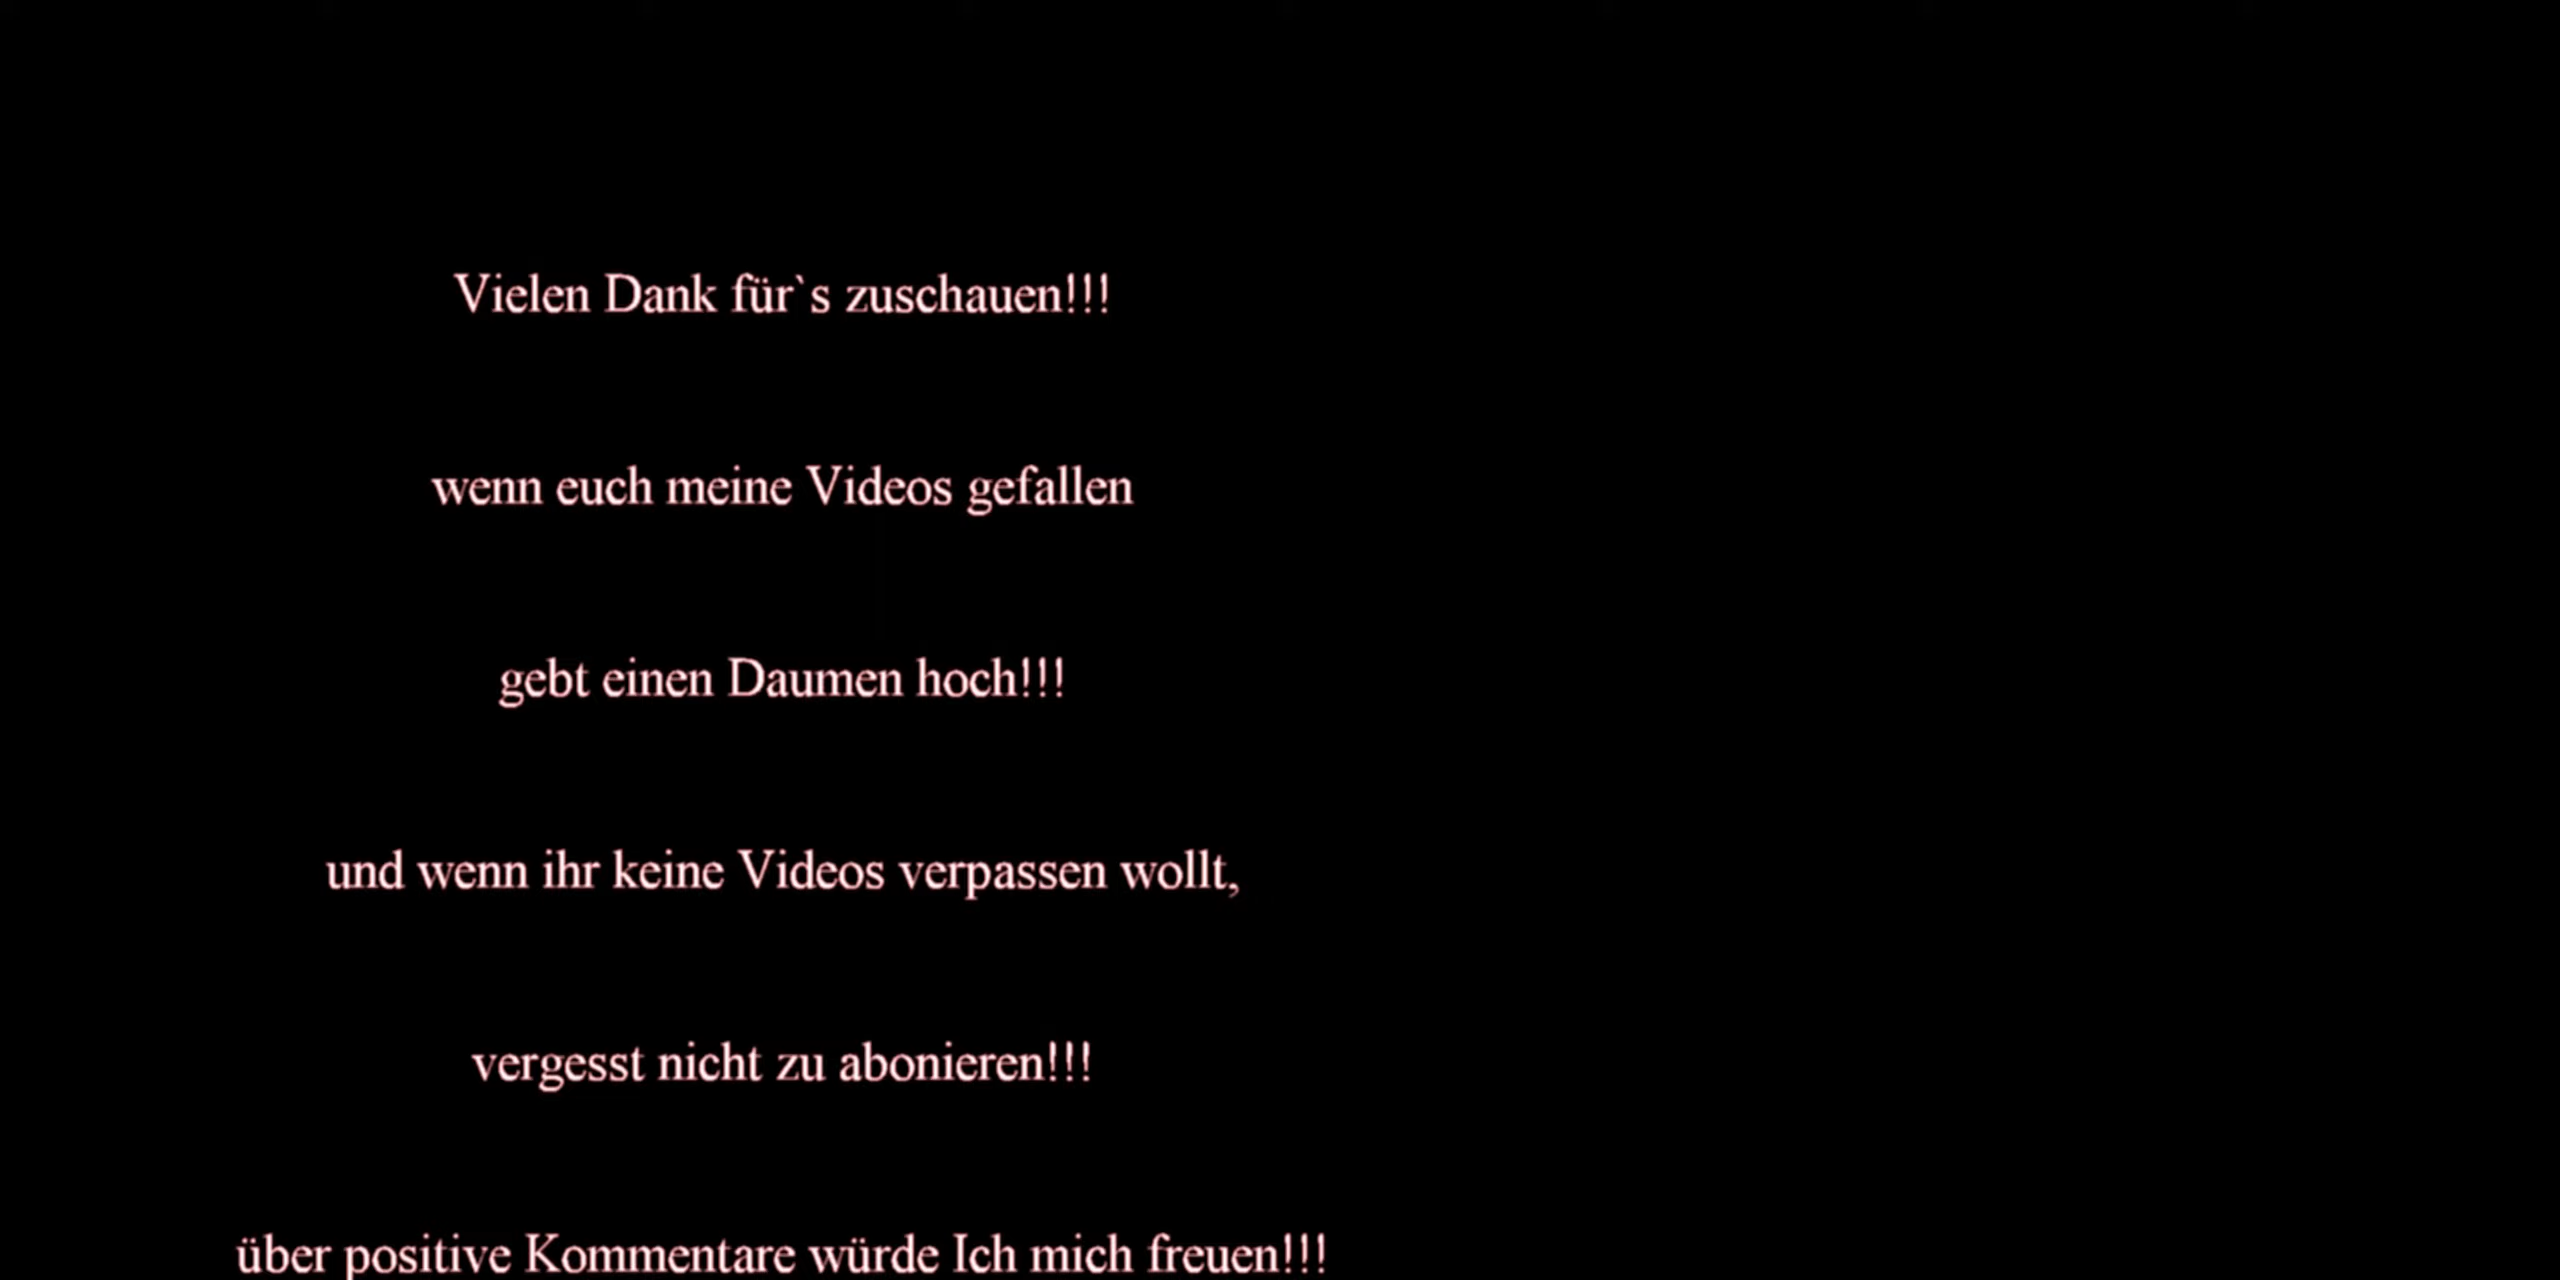 Vielen Dank für`s zuschauen!!!
wenn euch meine Videos gefallen
gebt einen Daumen hoch!!!
und wenn ihr keine Videos verpassen wollt,
vergesst nicht zu abonieren!!!
über positive Kommentare würde Ich mich freuen!!!